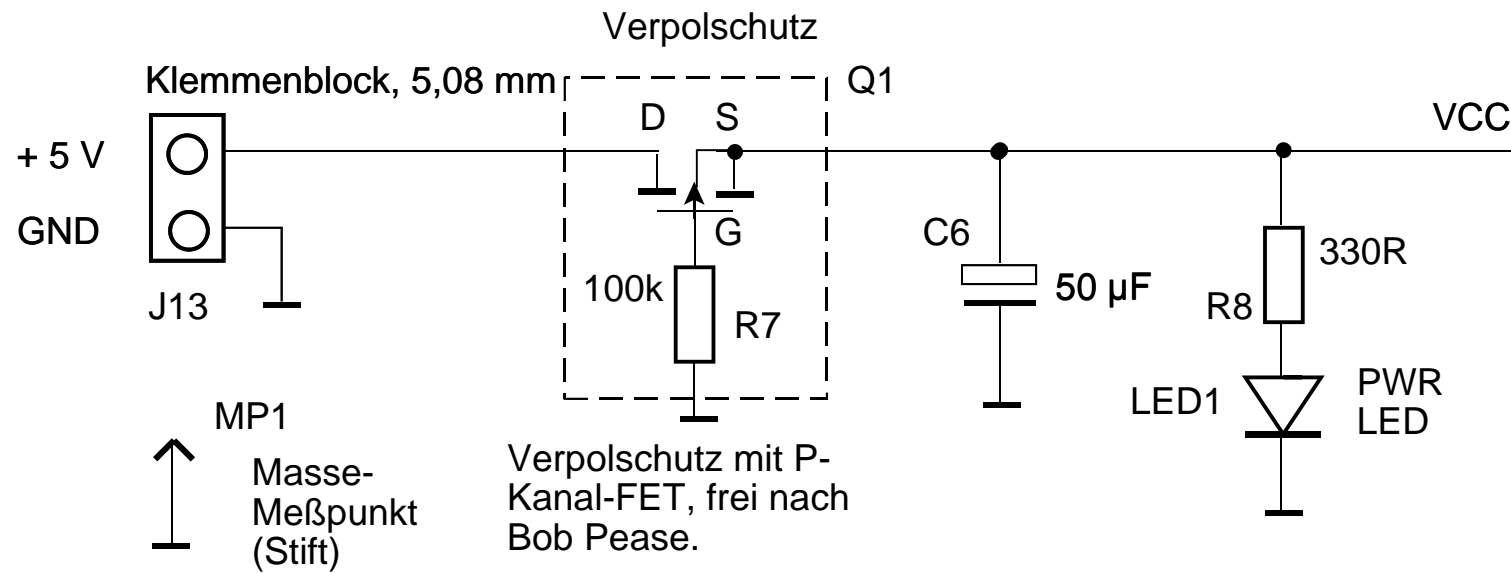 Verpolschutz
Klemmenblock, 5,08 mm
Q1
D
S
VCC
+ 5 V
GND
G
C6
330R
100k
50 µF
J13
R7
R8
LED1
PWR
LED
MP1
Masse-
Meßpunkt
(Stift)
Verpolschutz mit P-
Kanal-FET, frei nach
Bob Pease.